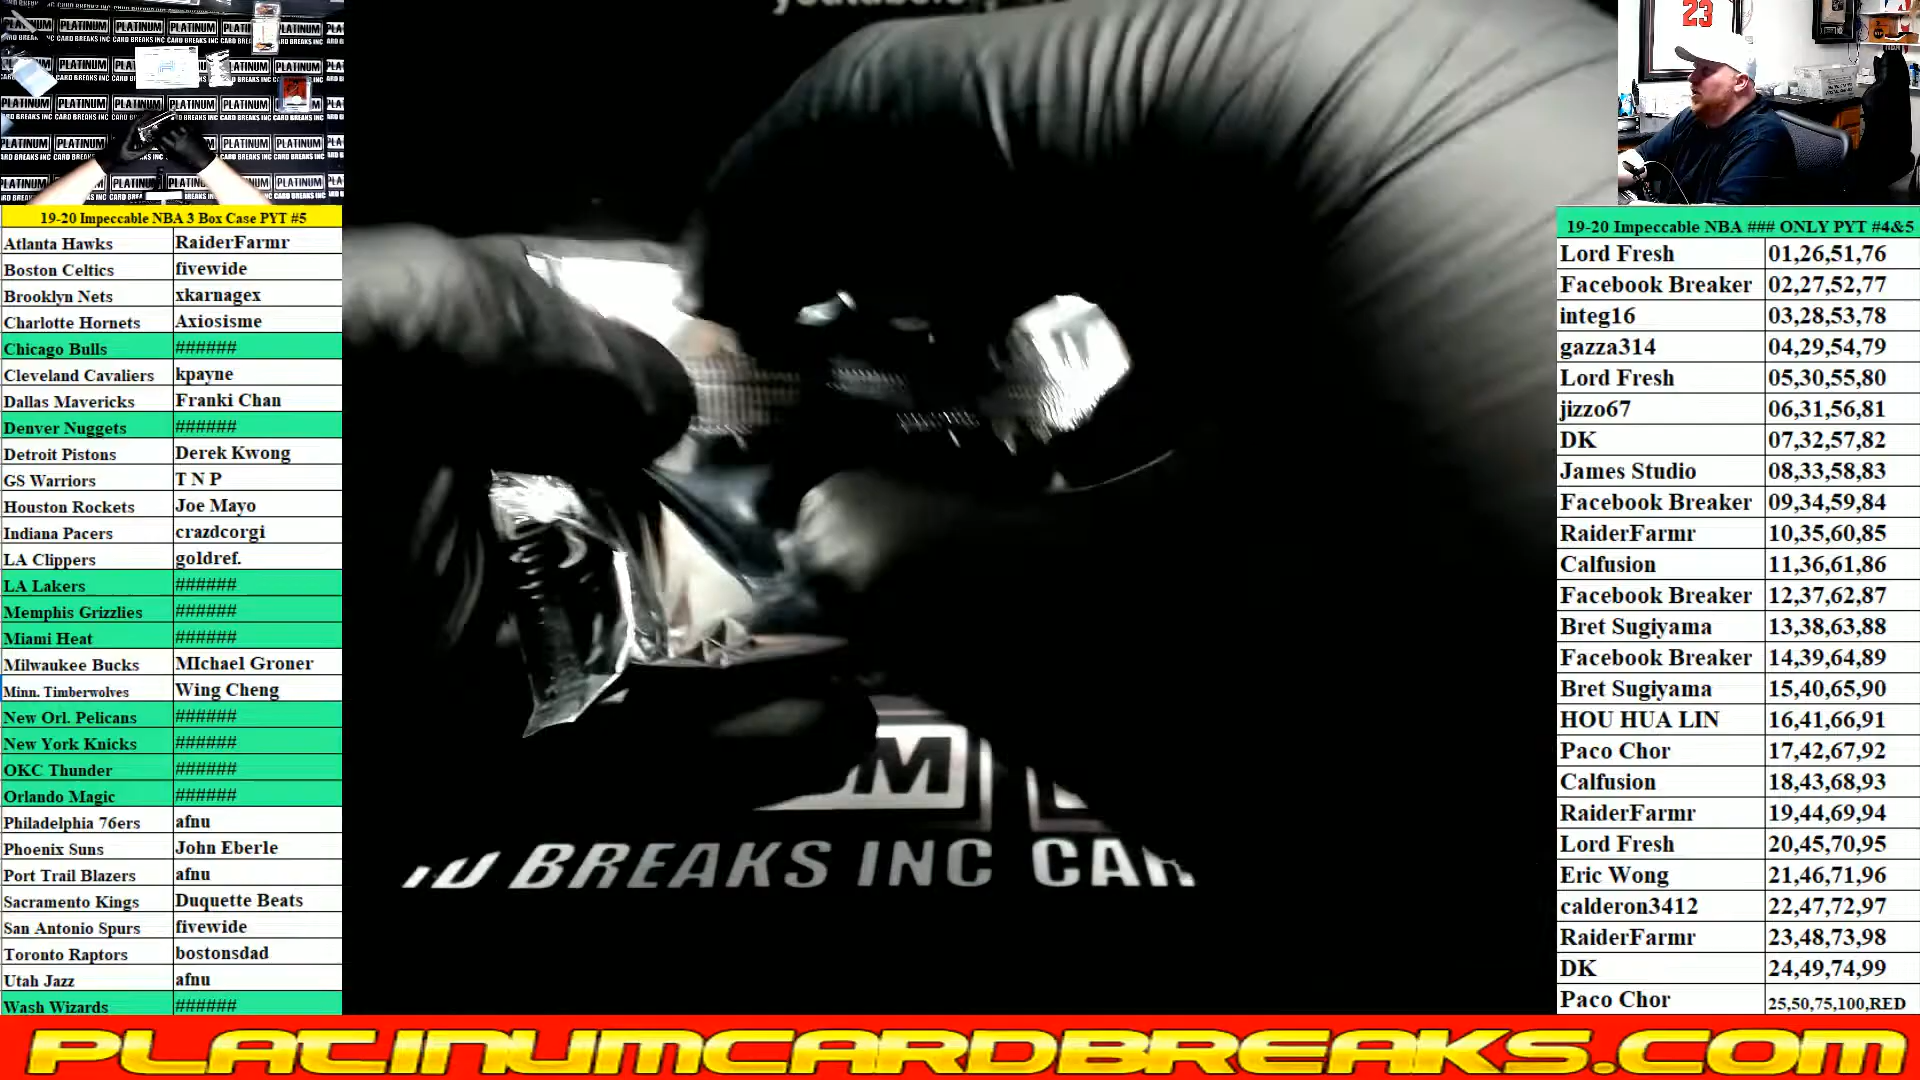 19-20 Impeccable NBA 3 Box Case PYT #5
Atlanta Hawks RaiderFarmr
Boston Celtics fivewide
Brooklyn Nets xkarnagex
Charlotte Hornets Axiosisme
Chicago Bulls ######
Cleveland Cavaliers kpayne
Dallas Mavericks Franki Chan
Denver Nuggets ######
Detroit Pistons Derek Kwong
GS Warriors T N P
Houston Rockets Joe Mayo
Indiana Pacers crazdcorgi
LA Clippers goldref.
LA Lakers ######
Memphis Grizzlies ######
Miami Heat ######
Milwaukee Bucks MIchael Groner
Minn. Timberwolves Wing Cheng
New Orl. Pelicans ######
New York Knicks ######
OKC Thunder ######
Orlando Magic ######
Philadelphia 76ers afnu
Phoenix Suns John Eberle
Port Trail Blazers afnu
Sacramento Kings Duquette Beats
San Antonio Spurs fivewide
Toronto Raptors bostonsdad
Utah Jazz afnu
Wash Wizards ######
BREAKS INC
23
19-20 Impeccable NBA ### ONLY PYT #4&5
Lord Fresh 01,26,51,76
Facebook Breaker 02,27,52,77
integ16 03,28,53,78
gazza314 04,29,54,79
Lord Fresh 05,30,55,80
jizzo67 06,31,56,81
DK 07,32,57,82
James Studio 08,33,58,83
Facebook Breaker 09,34,59,84
RaiderFarmr 10,35,60,85
Calfusion 11,36,61,86
Facebook Breaker 12,37,62,87
Bret Sugiyama 13,38,63,88
Facebook Breaker 14,39,64,89
Bret Sugiyama 15,40,65,90
HOU HUA LIN 16,41,66,91
Paco Chor 17,42,67,92
Calfusion 18,43,68,93
RaiderFarmr 19,44,69,94
Lord Fresh 20,45,70,95
Eric Wong 21,46,71,96
calderon3412 22,47,72,97
RaiderFarmr 23,48,73,98
DK 24,49,74,99
Paco Chor 25,50,75,100,RED
PLATINUMCARDBREAKS.COM